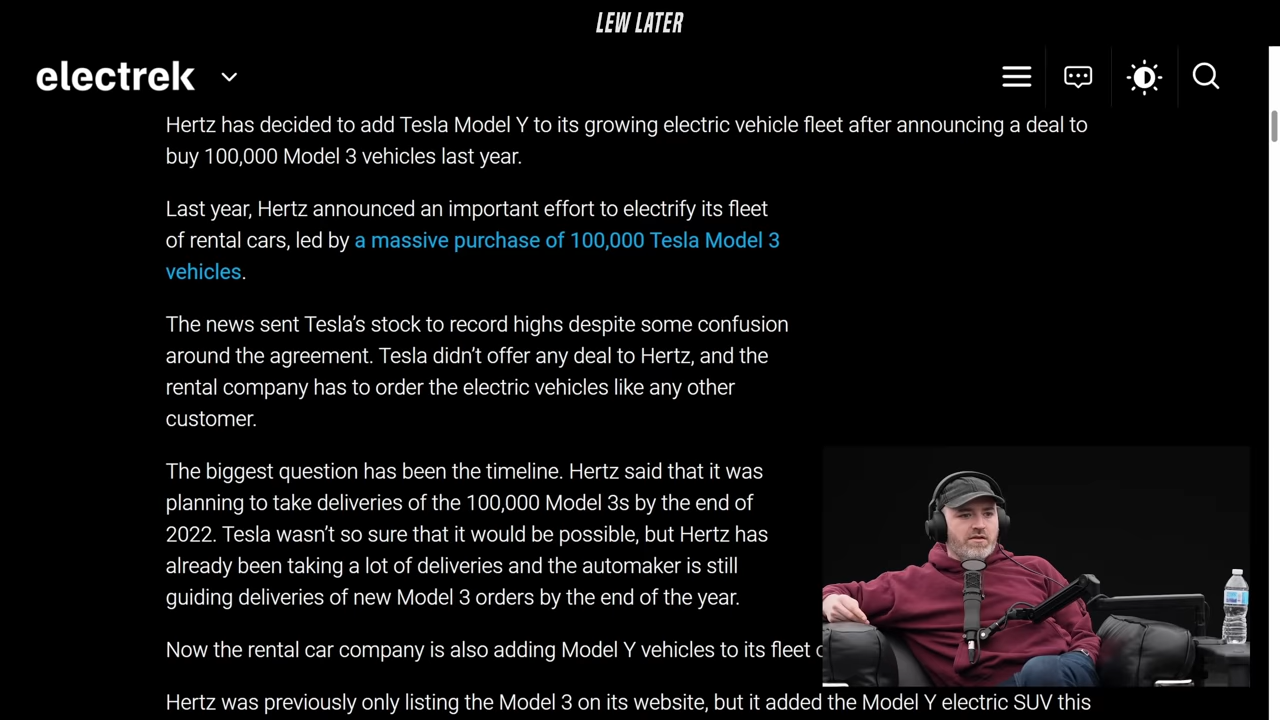 LEW LATER
electrek
Hertz has decided to add Tesla Model Y to its growing electric vehicle fleet after announcing a deal to
buy 100,000 Model 3 vehicles last year.
Last year, Hertz announced an important effort to electrify its fleet
of rental cars, led by a massive purchase of 100,000 Tesla Model 3
vehicles.
The news sent Tesla’s stock to record highs despite some confusion
around the agreement. Tesla didn’t offer any deal to Hertz, and the
rental company has to order the electric vehicles like any other
customer.
The biggest question has been the timeline. Hertz said that it was
planning to take deliveries of the 100,000 Model 3s by the end of
2022. Tesla wasn’t so sure that it would be possible, but Hertz has
already been taking a lot of deliveries and the automaker is still
guiding deliveries of new Model 3 orders by the end of the year.
Now the rental car company is also adding Model Y vehicles to its fleet
Hertz was previously only listing the Model 3 on its website, but it added the Model Y electric SUV this